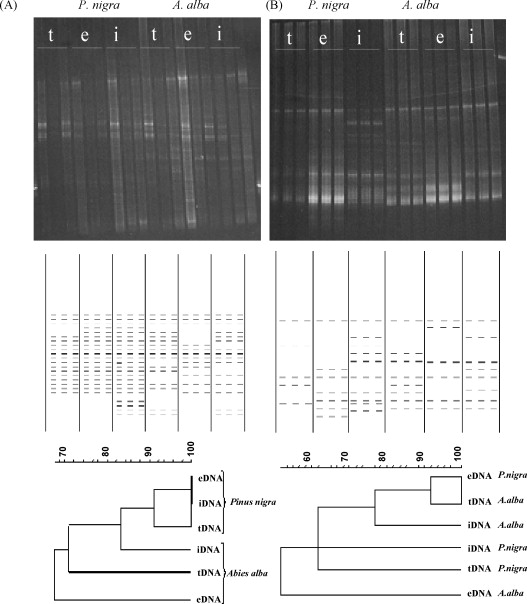 (A) P. nigra A. alba (B) P. nigra A. alba
t e i t e i t e i t e i
70 80 90 100 60 70 80 90 100
eDNA
iDNA Pinus nigra
tDNA
iDNA
tDNA Abies alba
eDNA
eDNA P.nigra
tDNA A.alba
iDNA A.alba
iDNA P.nigra
tDNA P.nigra
eDNA A.alba